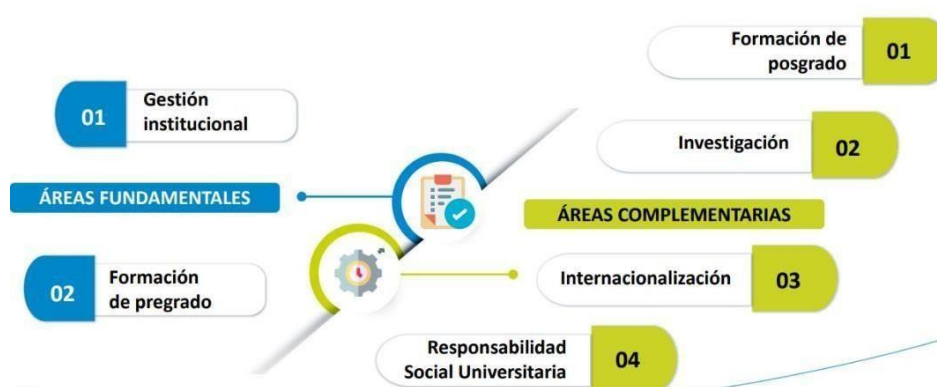 01
Gestión
institucional
ÁREAS FUNDAMENTALES
02
Formación
de pregrado
Formación de
posgrado
01
Investigación
02
ÁREAS COMPLEMENTARIAS
Internacionalización
03
Responsabilidad
Social Universitaria
04